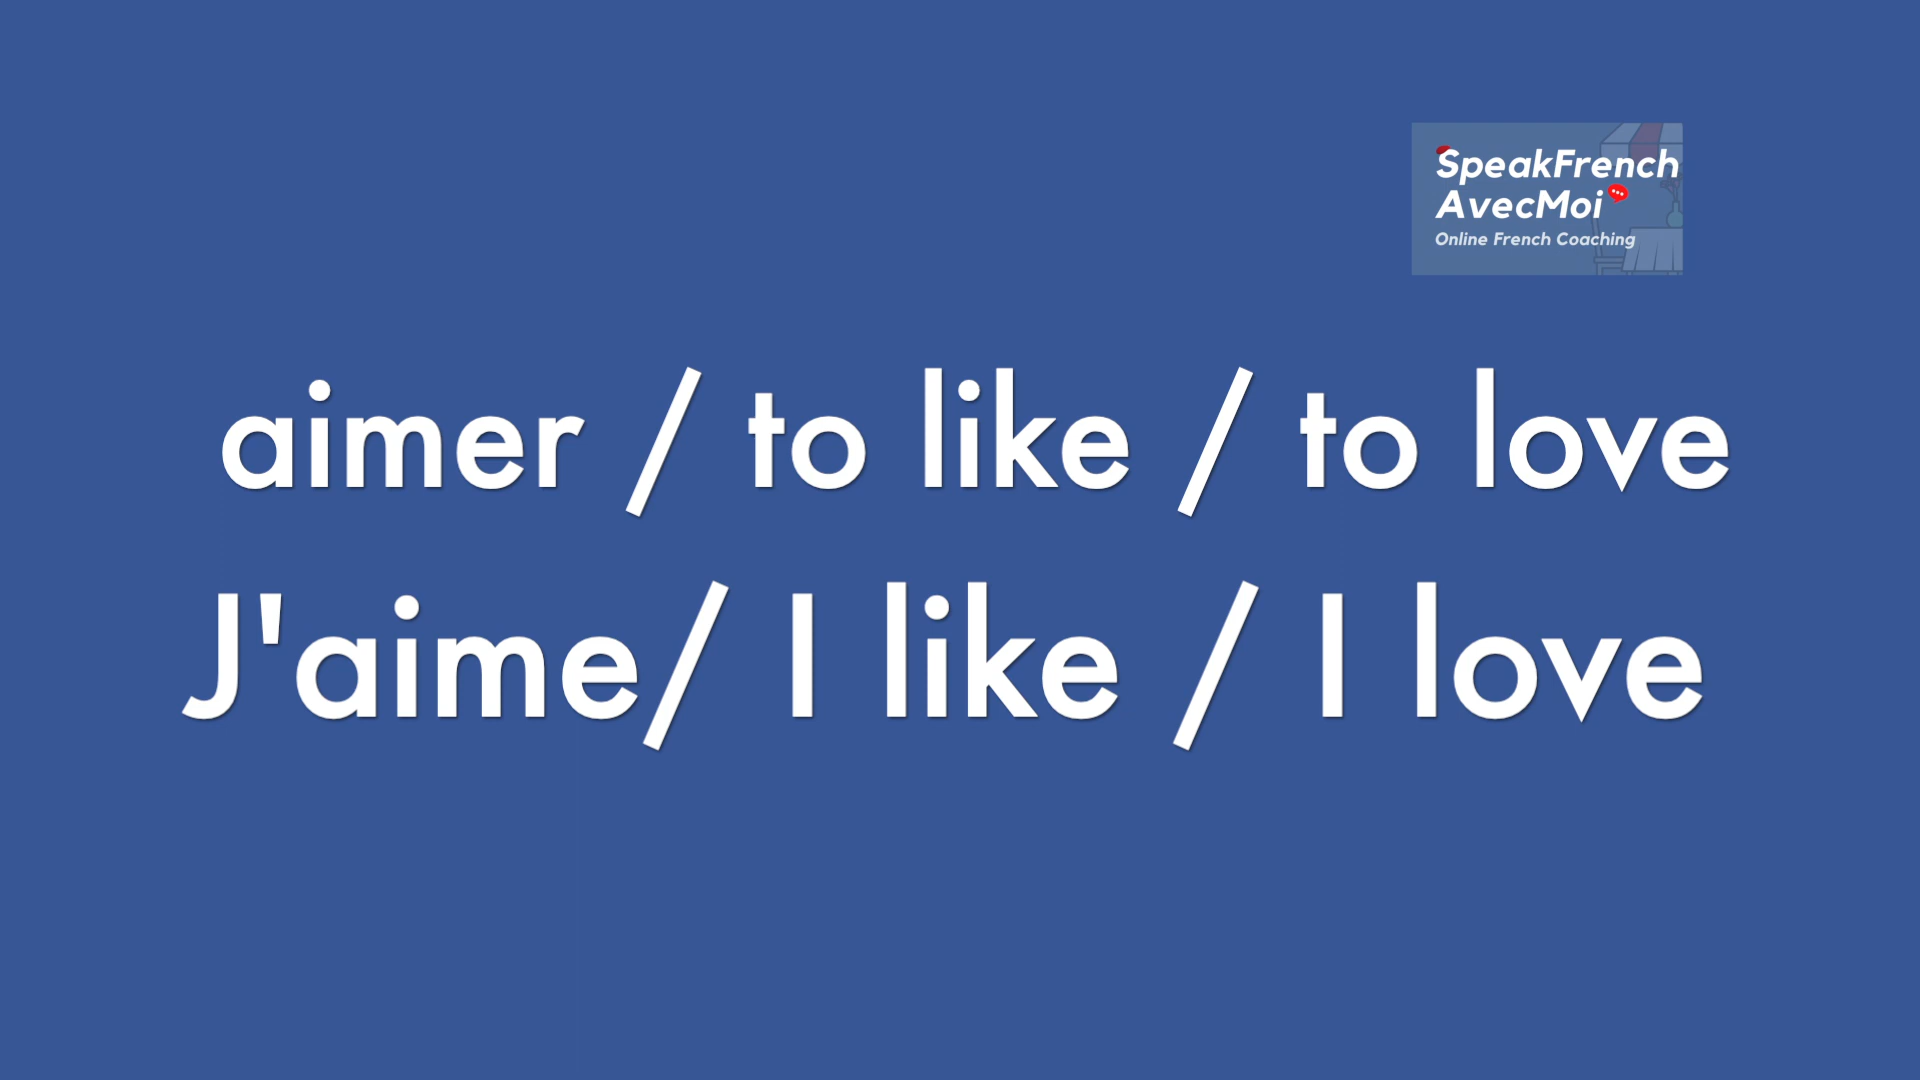 SpeakFrench
AvecMoi
Online French Coaching
aimer / to like / to love
J'aime/ I like / I love